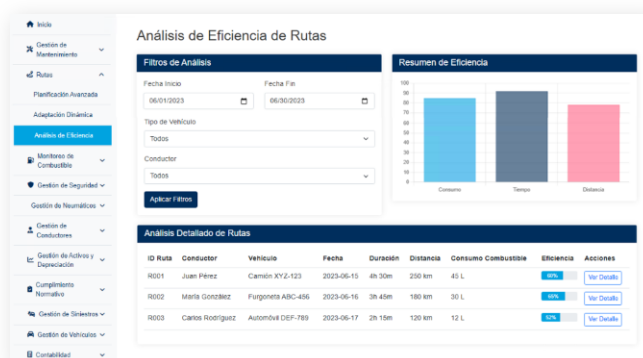 Inicio
Gestión de
Mantenimiento
Rutas
Planificación Avanzada
Adaptación Dinámica
Análisis de Eficiencia
Monitoreo de
Combustible
Gestión de Seguridad
Gestión de Neumáticos
Gestión de
Conductores
Gestión de Activos y
Depreciación
Cumplimiento
Normativo
Gestión de Siniestros
Gestión de Vehículos
Contabilidad
Análisis de Eficiencia de Rutas
Filtros de Análisis
Fecha Inicio Fecha Fin
06/01/2023 06/30/2023
Tipo de Vehículo
Todos
Conductor
Todos
Aplicar Filtros
Resumen de Eficiencia
100
90
80
70
60
50
40
30
20
10
0
Consumo Tiempo Distancia
Análisis Detallado de Rutas
ID Ruta Conductor Vehículo Fecha Duración Distancia Consumo Combustible Eficiencia Acciones
R001 Juan Pérez Camión XYZ-123 2023-06-15 4h 30m 250 km 45 L Ver Detalle
R002 María González Furgoneta ABC-456 2023-06-16 3h 45m 180 km 30 L Ver Detalle
R003 Carlos Rodríguez Automóvil DEF-789 2023-06-17 2h 15m 120 km 12 L Ver Detalle